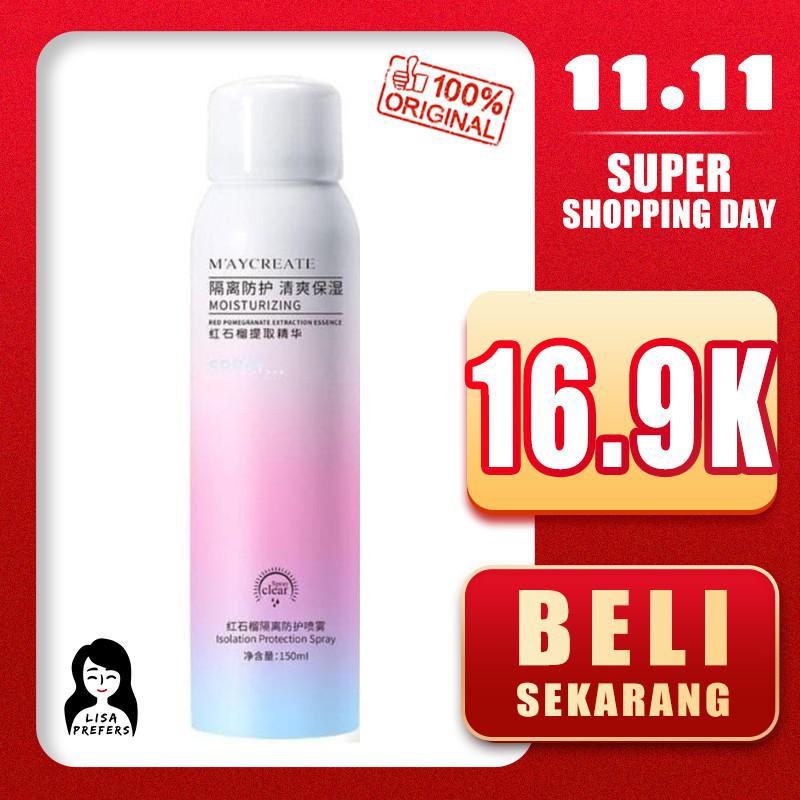 100%
ORIGINAL
11.11
SUPER
SHOPPING DAY
M'AYCREATE
隔离防护 清爽保湿
MOISTURIZING
RED POMEGRANATE EXTRACTION ESSENCE
红石榴提取精华
16.9K
Spray
clear
红石榴隔离防护喷雾
Isolation Protection Spray
净含量:150ml
BELI
SEKARANG
LISA
PREFERS